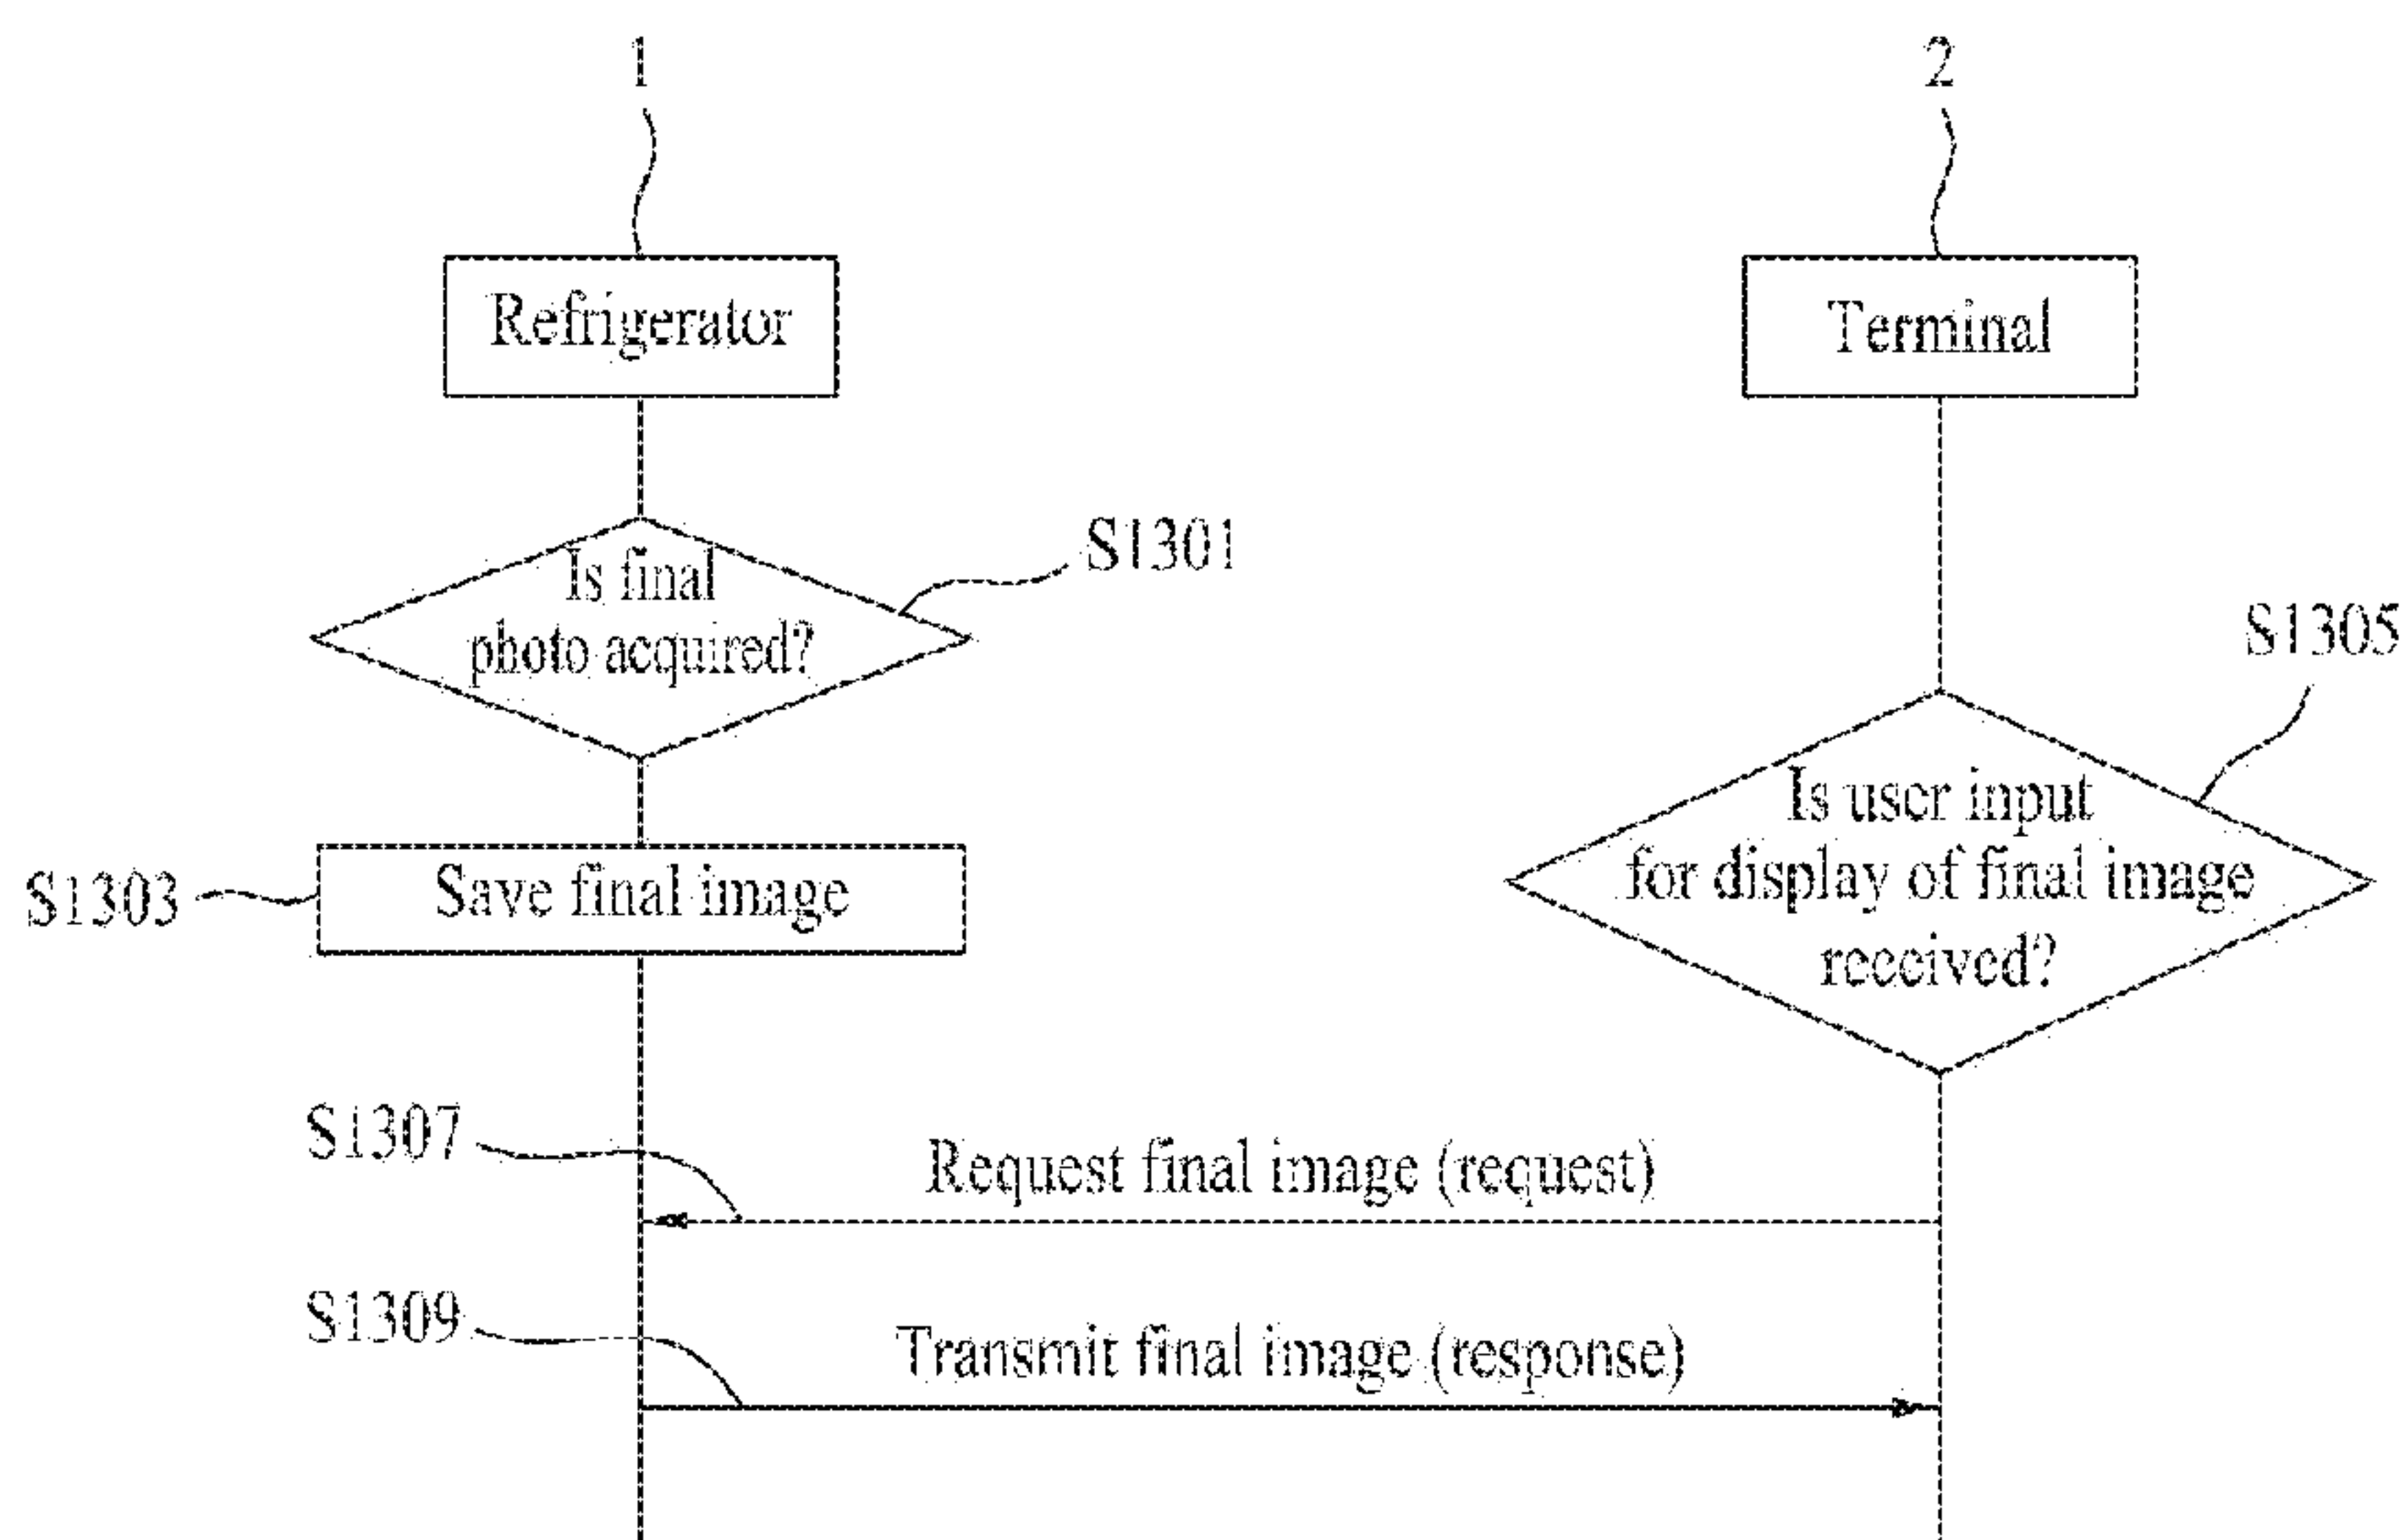 1
2
Refrigerator
Terminal
Is final
photo acquired?
S1301
S1305
Is user input
for display of final image
received?
S1303
Save final image
S1307
Request final image (request)
S1309
Transmit final image (response)